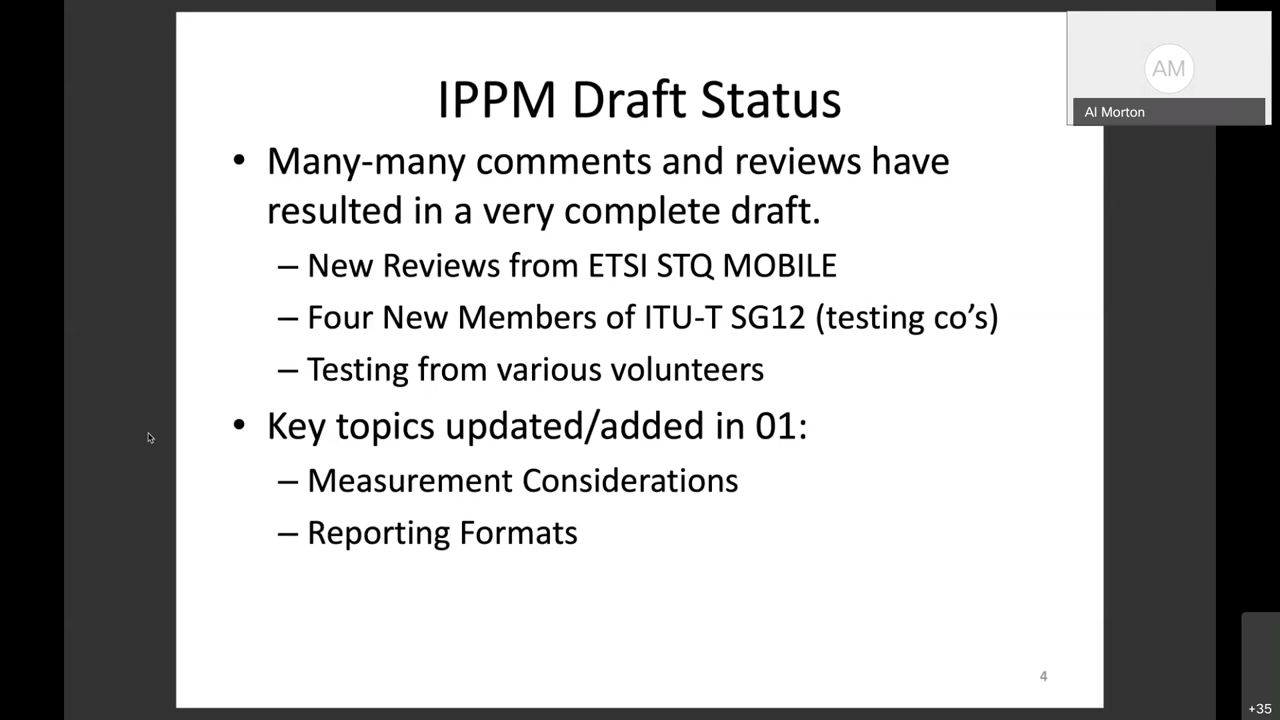 IPPM Draft Status
• Many-many comments and reviews have
resulted in a very complete draft.
– New Reviews from ETSI STQ MOBILE
– Four New Members of ITU-T SG12 (testing co’s)
– Testing from various volunteers
• Key topics updated/added in 01:
– Measurement Considerations
– Reporting Formats
4
AM
Al Morton
+35